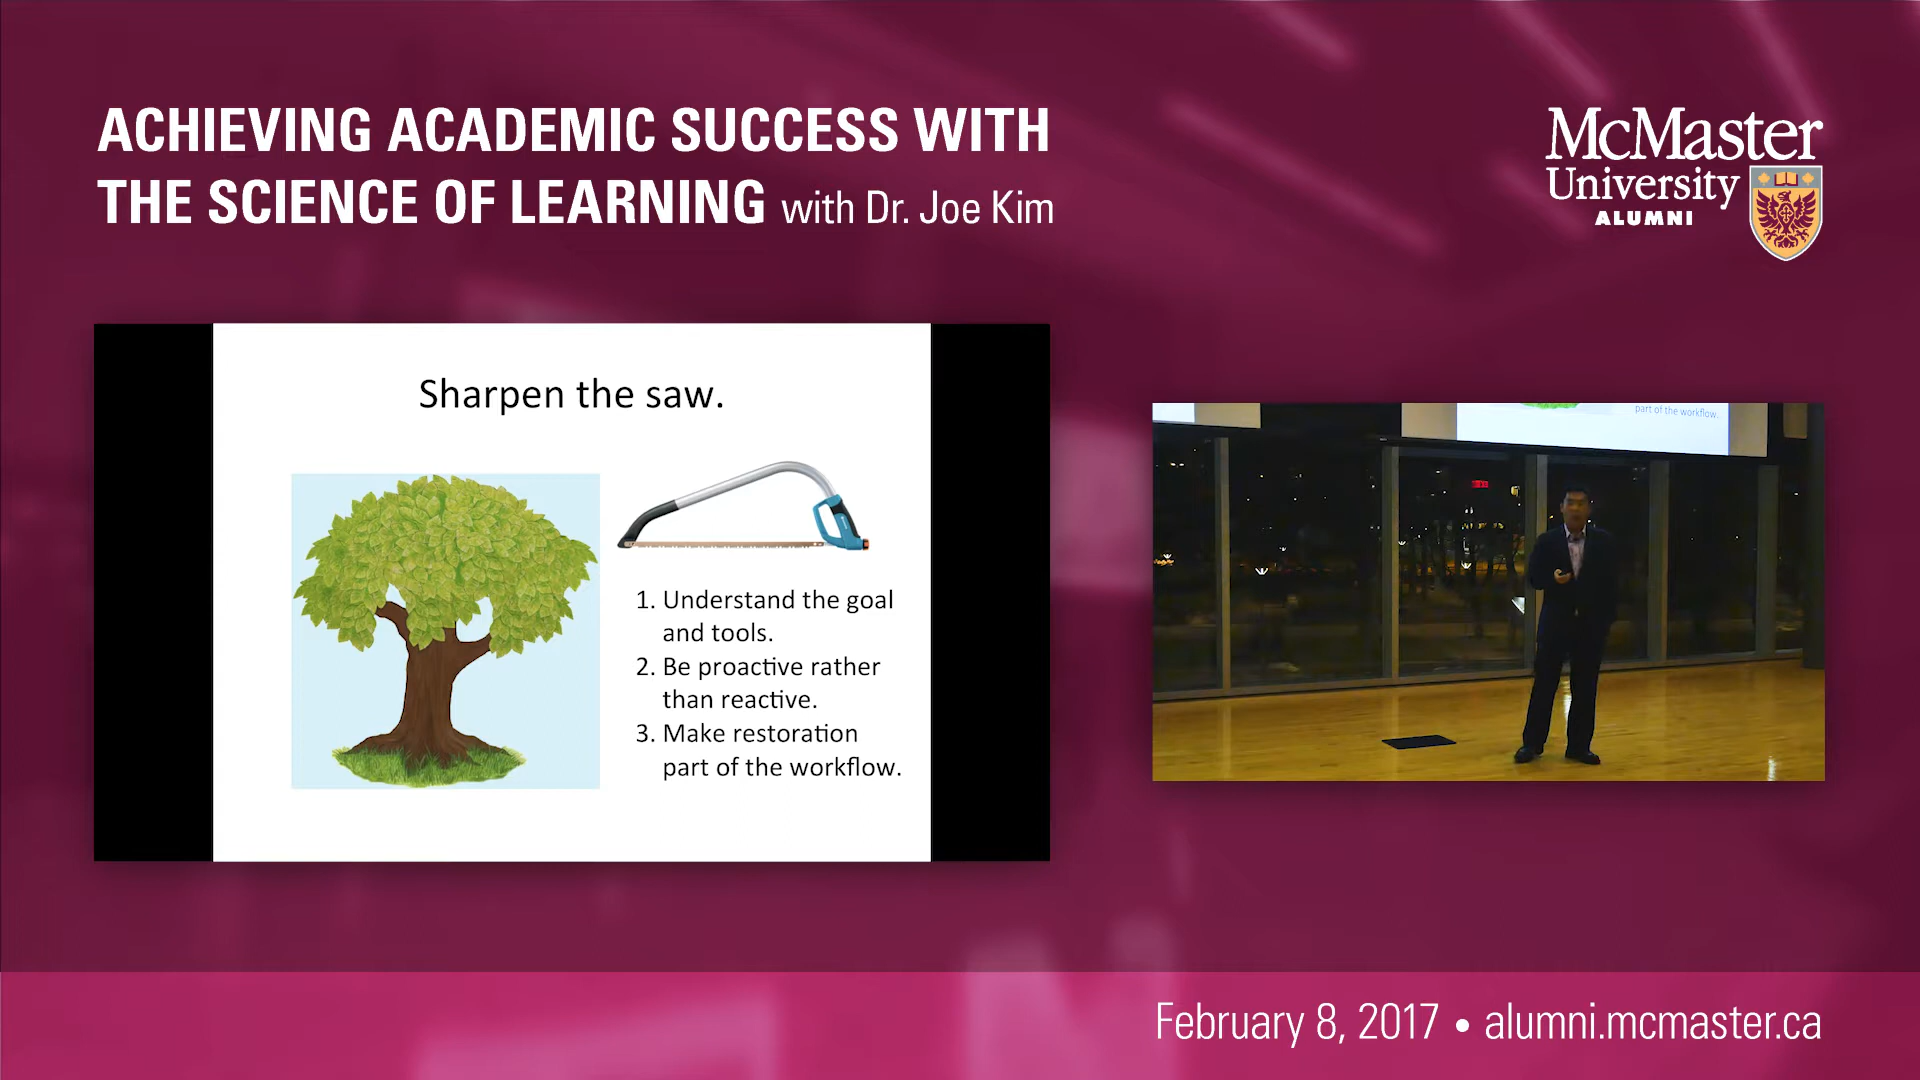 ACHIEVING ACADEMIC SUCCESS WITH
THE SCIENCE OF LEARNING with Dr. Joe Kim
McMaster
University
ALUMNI
Sharpen the saw.
1. Understand the goal
and tools.
2. Be proactive rather
than reactive.
3. Make restoration
part of the workflow.
part of the workflow.
February 8, 2017 • alumni.mcmaster.ca